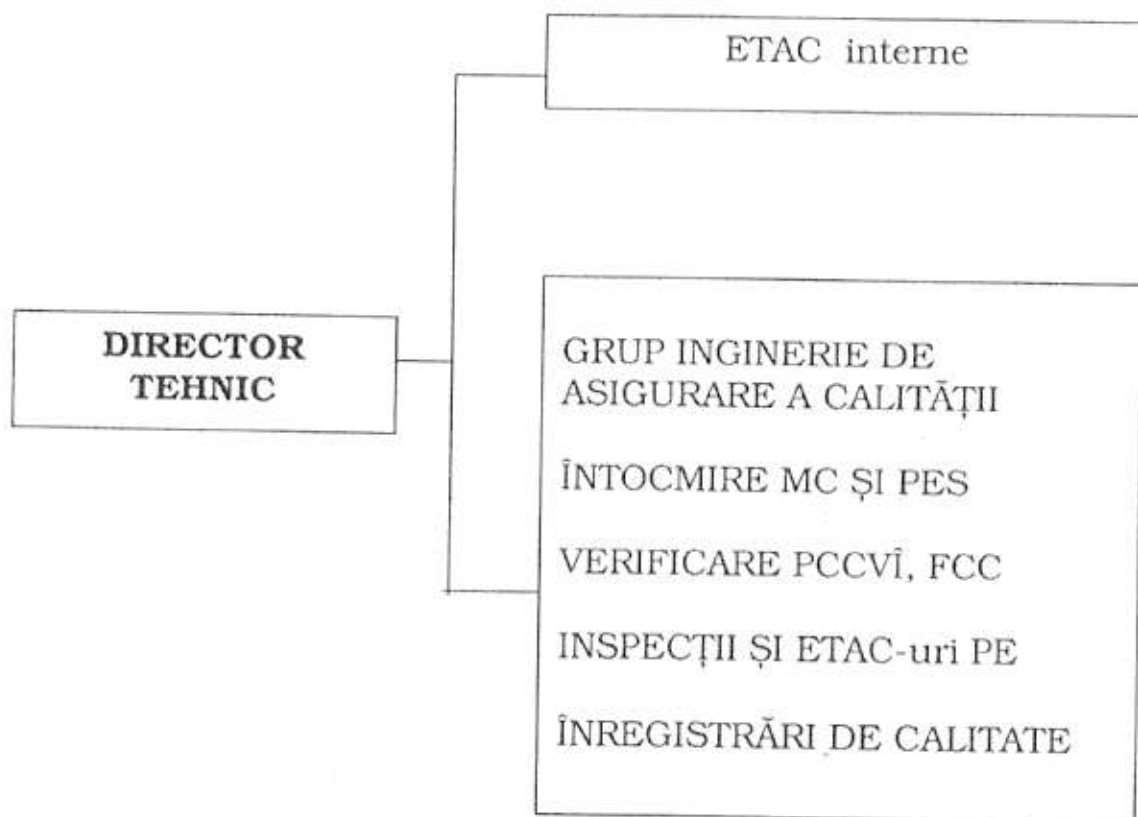 ETAC interne
DIRECTOR
TEHNIC
GRUP INGINERIE DE
ASIGURARE A CALITĂȚII
ÎNTOCMIRE MC ȘI PES
VERIFICARE PCCVÎ, FCC
INSPECȚII ȘI ETAC-uri PE
ÎNREGISTRĂRI DE CALITATE